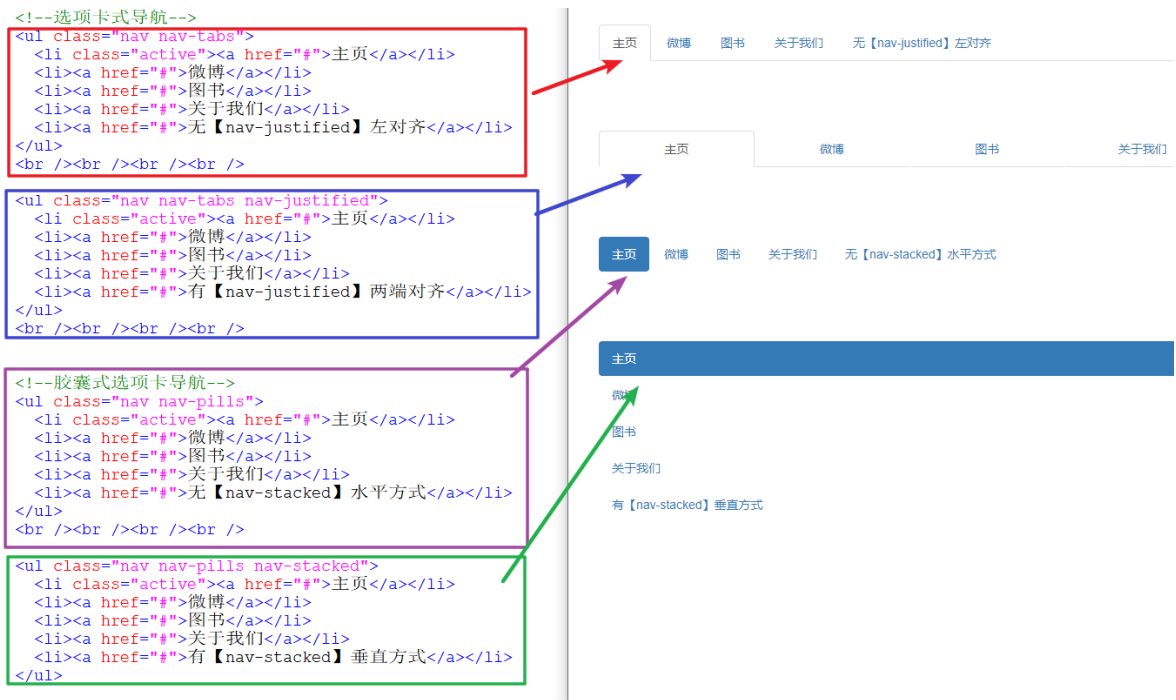 <!--选项卡式导航-->
<ul class="nav nav-tabs">
<li class="active"><a href="#">主页</a></li>
<li><a href="#">微博</a></li>
<li><a href="#">图书</a></li>
<li><a href="#">关于我们</a></li>
<li><a href="#">无【nav-justified】左对齐</a></li>
</ul>
<br /><br /><br /><br />
<ul class="nav nav-tabs nav-justified">
<li class="active"><a href="#">主页</a></li>
<li><a href="#">微博</a></li>
<li><a href="#">图书</a></li>
<li><a href="#">关于我们</a></li>
<li><a href="#">有【nav-justified】两端对齐</a></li>
</ul>
<br /><br /><br /><br />
<!--胶囊式选项卡导航-->
<ul class="nav nav-pills">
<li class="active"><a href="#">主页</a></li>
<li><a href="#">微博</a></li>
<li><a href="#">图书</a></li>
<li><a href="#">关于我们</a></li>
<li><a href="#">无【nav-stacked】水平方式</a></li>
</ul>
<br /><br /><br /><br />
<ul class="nav nav-pills nav-stacked">
<li class="active"><a href="#">主页</a></li>
<li><a href="#">微博</a></li>
<li><a href="#">图书</a></li>
<li><a href="#">关于我们</a></li>
<li><a href="#">有【nav-stacked】垂直方式</a></li>
</ul>
主页 微博 图书 关于我们 无【nav-justified】左对齐
主页 微博 图书 关于我们
主页 微博 图书 关于我们 无【nav-stacked】水平方式
主页
微博
图书
关于我们
有【nav-stacked】垂直方式